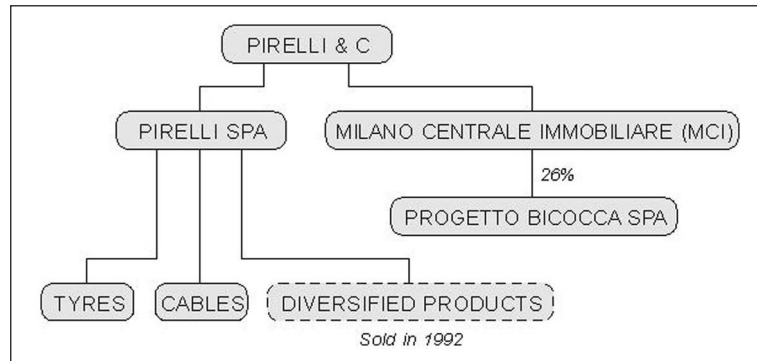 PIRELLI & C
PIRELLI SPA
MILANO CENTRALE IMMOBILIARE (MCI)
26%
PROGETTO BICOCCA SPA
TYRES
CABLES
DIVERSIFIED PRODUCTS
Sold in 1992